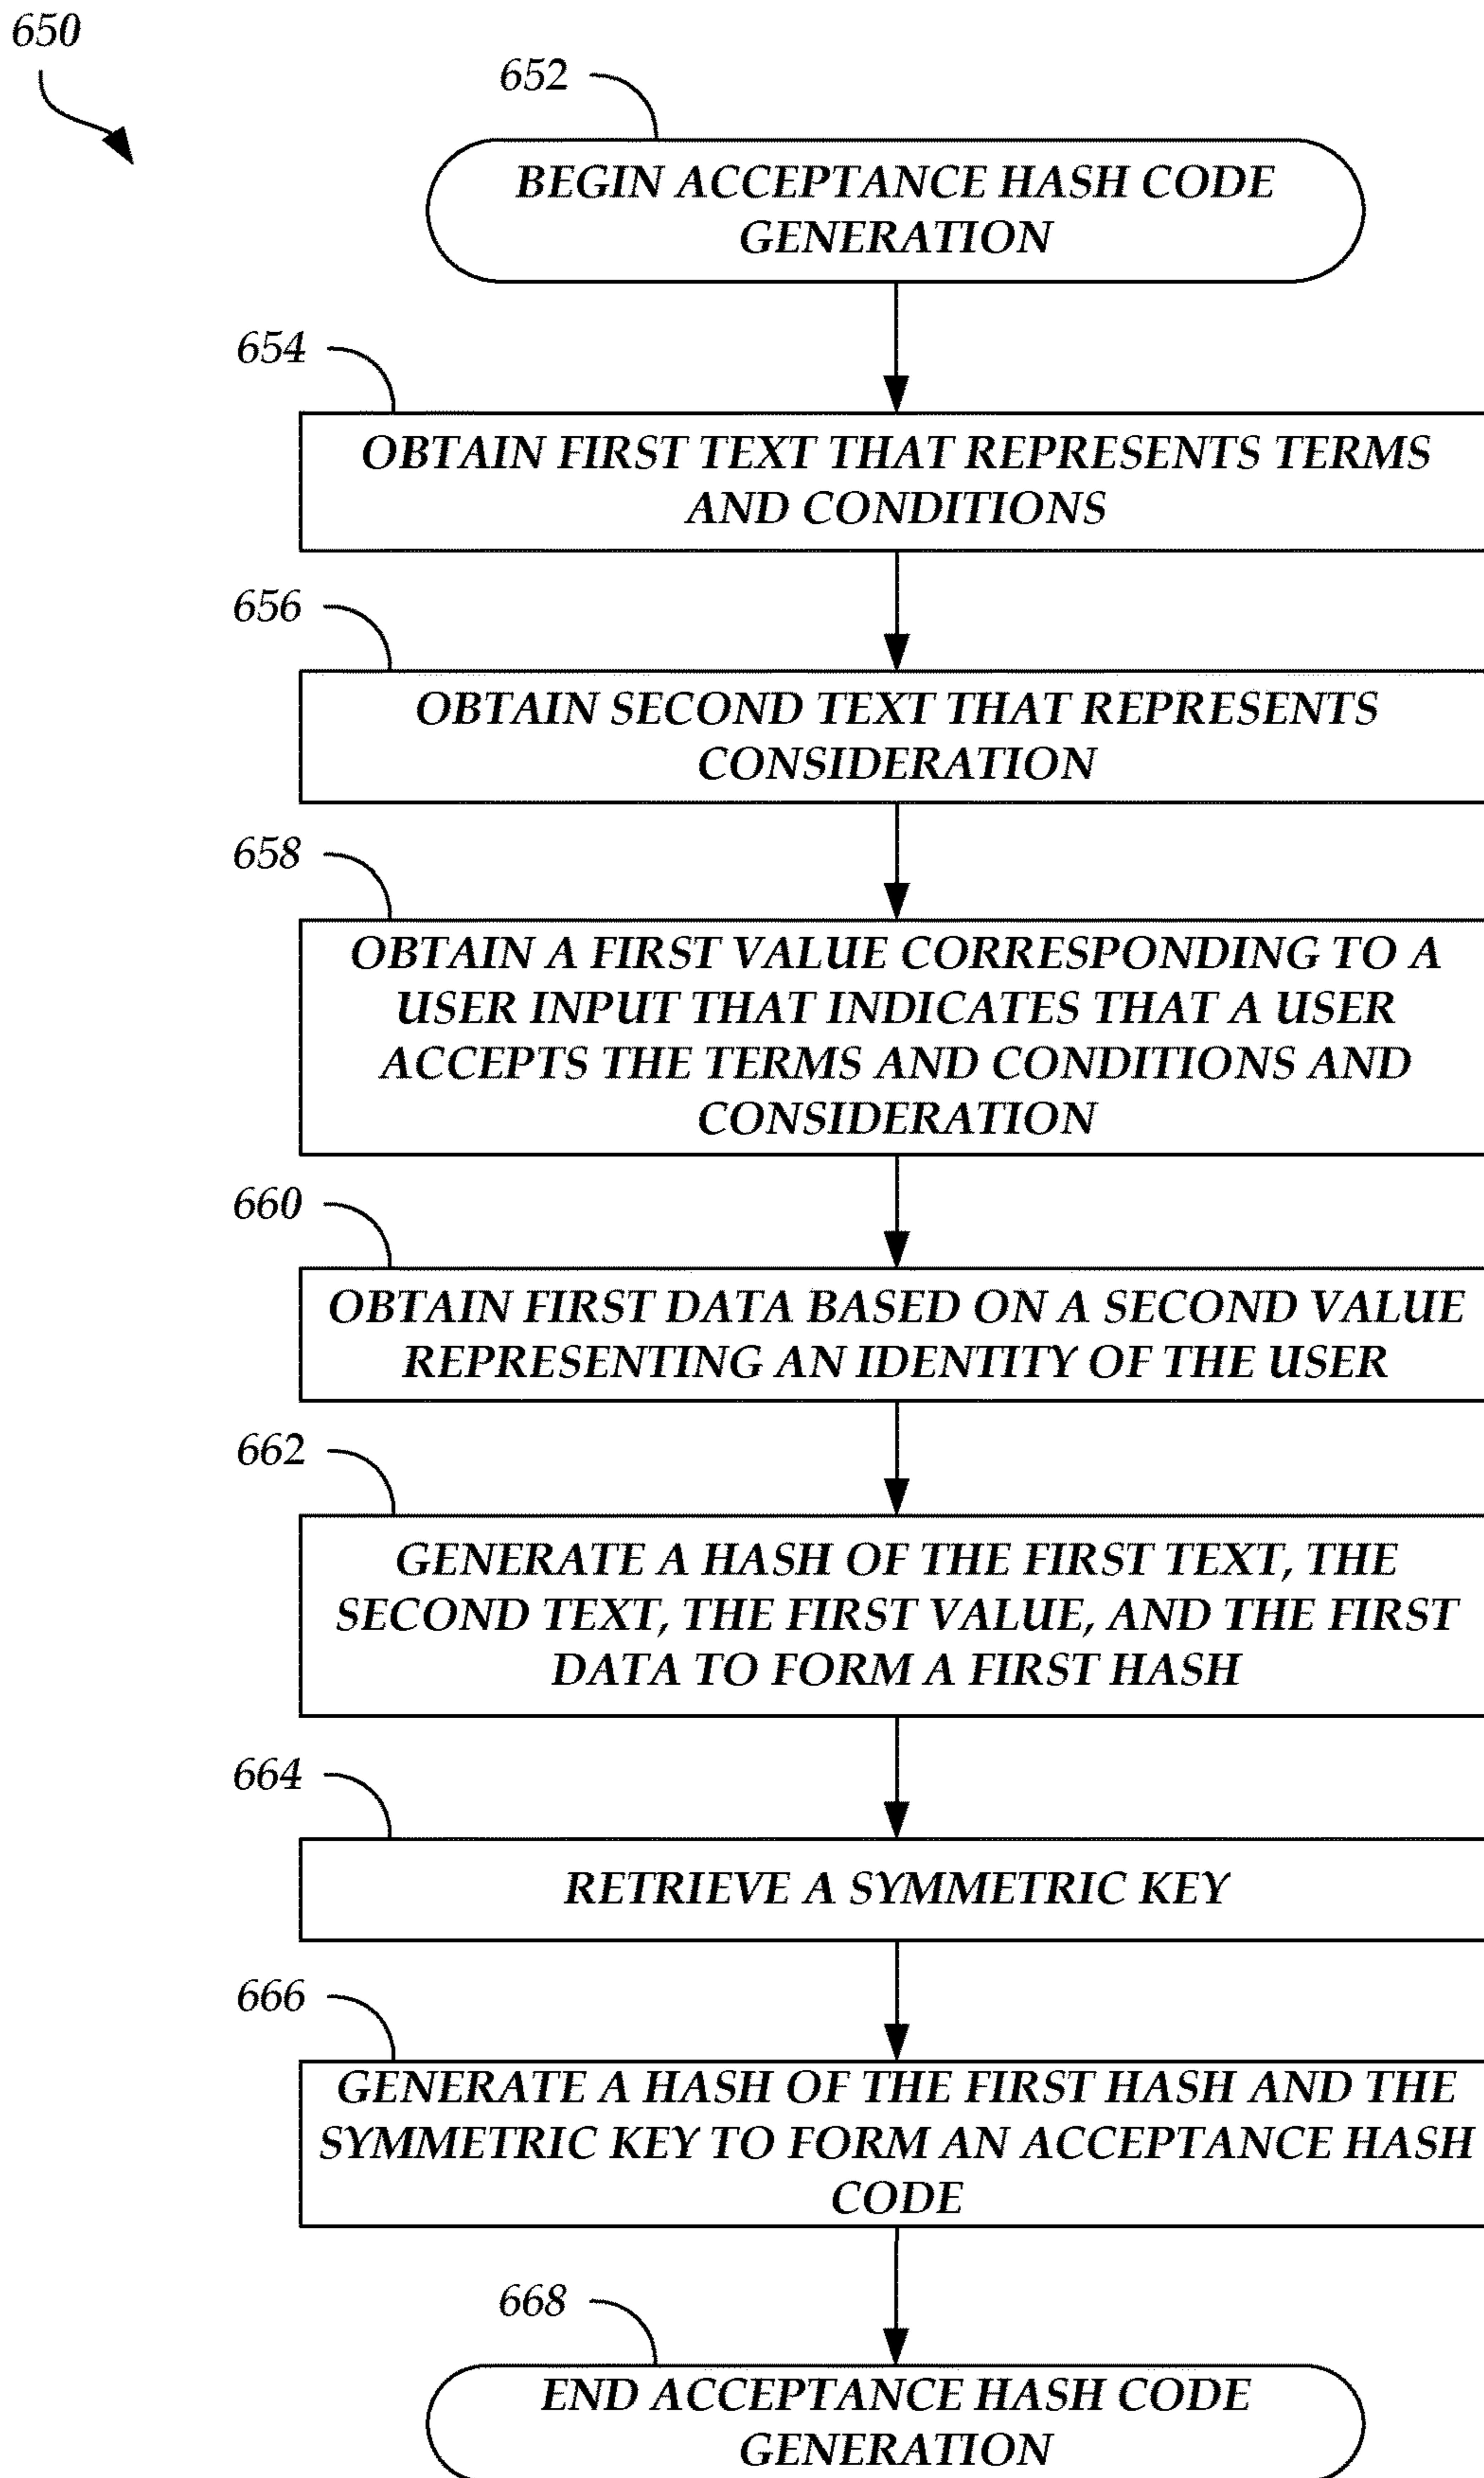 650
652
BEGIN ACCEPTANCE HASH CODE
GENERATION
654
OBTAIN FIRST TEXT THAT REPRESENTS TERMS
AND CONDITIONS
656
OBTAIN SECOND TEXT THAT REPRESENTS
CONSIDERATION
658
OBTAIN A FIRST VALUE CORRESPONDING TO A
USER INPUT THAT INDICATES THAT A USER
ACCEPTS THE TERMS AND CONDITIONS AND
CONSIDERATION
660
OBTAIN FIRST DATA BASED ON A SECOND VALUE
REPRESENTING AN IDENTITY OF THE USER
662
GENERATE A HASH OF THE FIRST TEXT, THE
SECOND TEXT, THE FIRST VALUE, AND THE FIRST
DATA TO FORM A FIRST HASH
664
RETRIEVE A SYMMETRIC KEY
666
GENERATE A HASH OF THE FIRST HASH AND THE
SYMMETRIC KEY TO FORM AN ACCEPTANCE HASH
CODE
668
END ACCEPTANCE HASH CODE
GENERATION